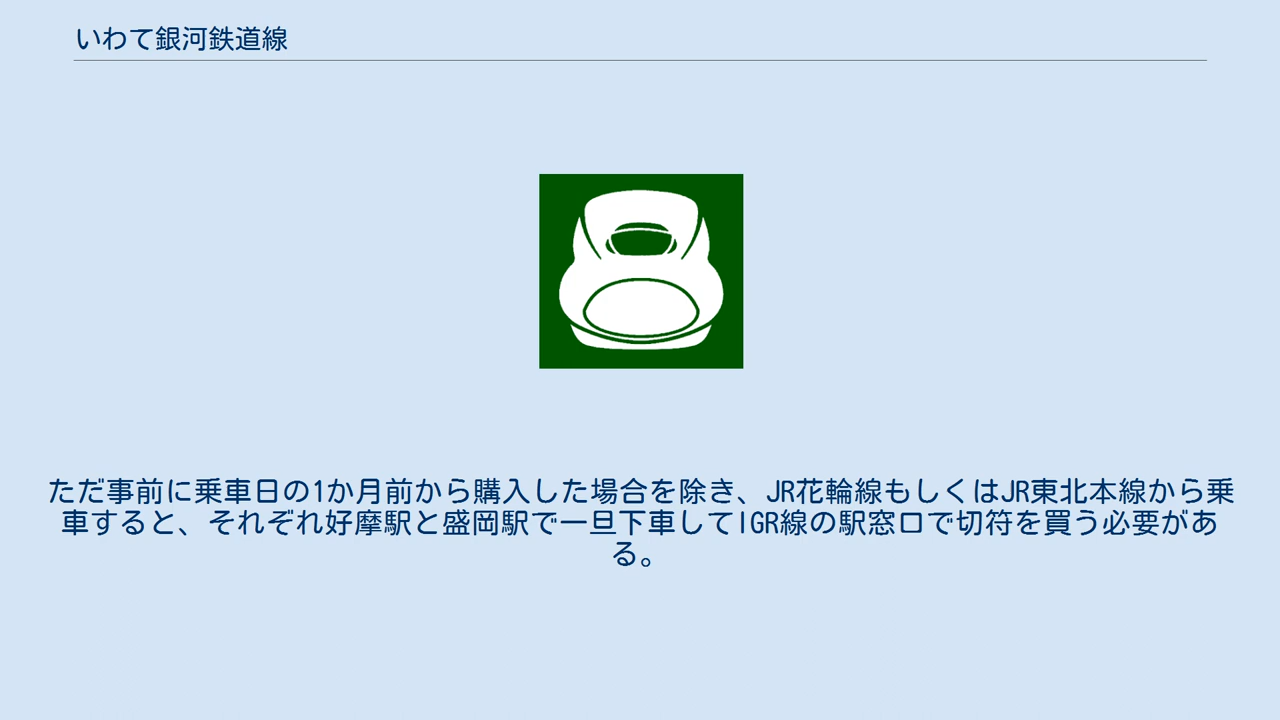 いわて銀河鉄道線
ただ事前に乗車日の1か月前から購入した場合を除き、JR花輪線もしくはJR東北本線から乗
車すると、それぞれ好摩駅と盛岡駅で一旦下車してIGR線の駅窓口で切符を買う必要があ
る。